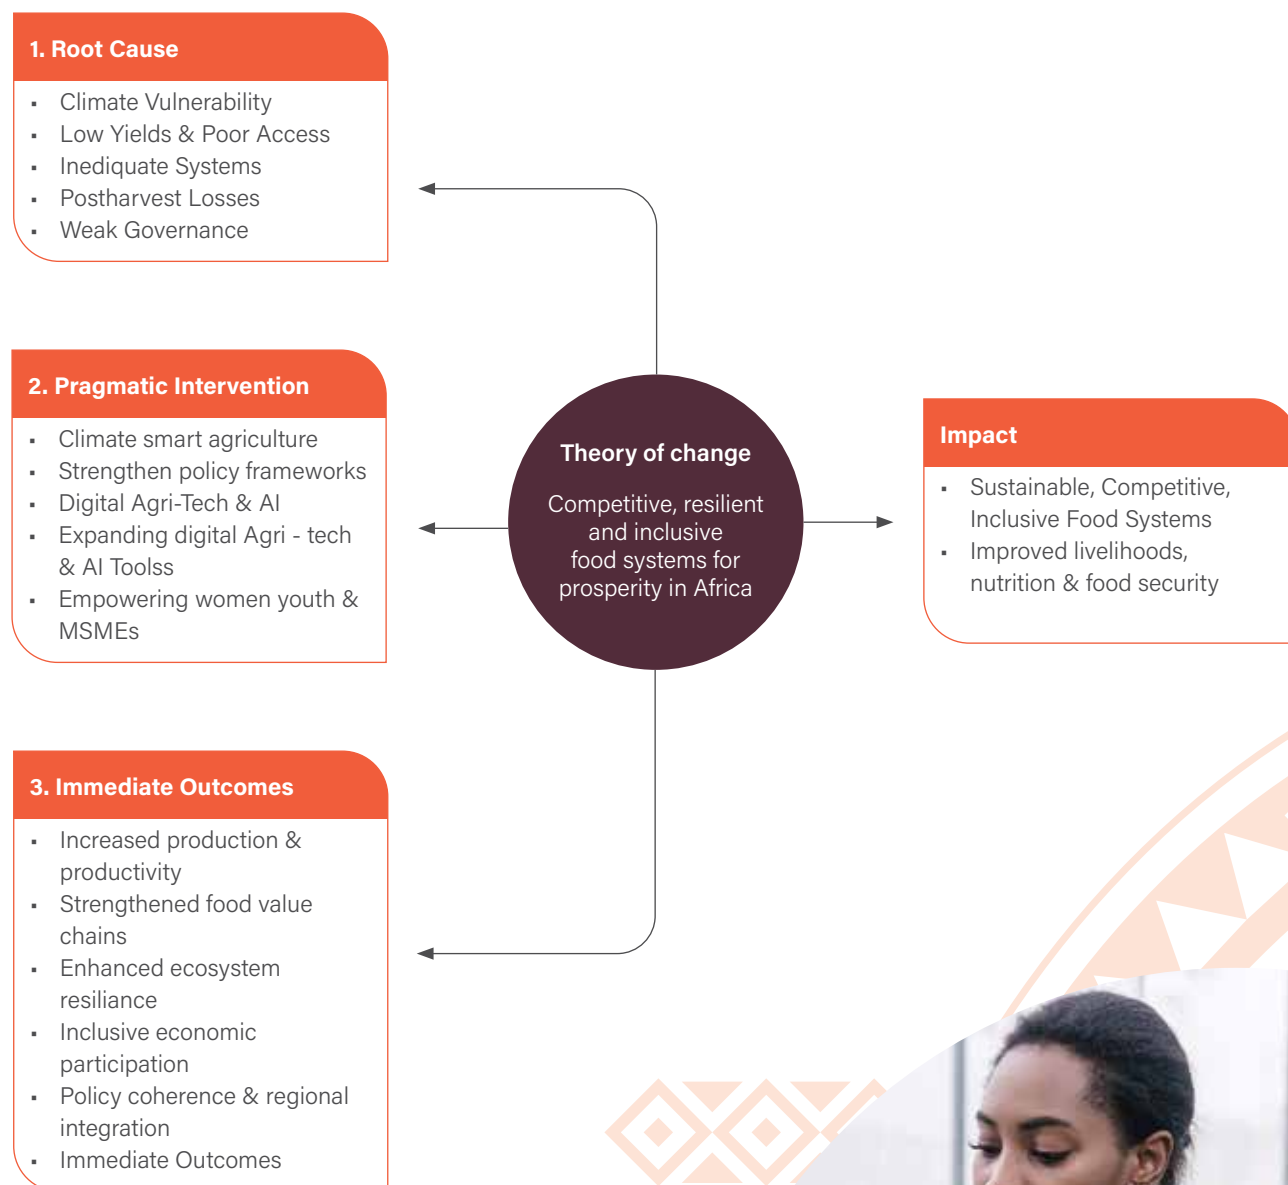 1. Root Cause
▪ Climate Vulnerability
▪ Low Yields & Poor Access
▪ Inediquate Systems
▪ Postharvest Losses
▪ Weak Governance
2. Pragmatic Intervention
▪ Climate smart agriculture
▪ Strengthen policy frameworks
▪ Digital Agri-Tech & AI
▪ Expanding digital Agri - tech
& AI Toolss
▪ Empowering women youth &
MSMEs
3. Immediate Outcomes
▪ Increased production &
productivity
▪ Strengthened food value
chains
▪ Enhanced ecosystem
resiliance
▪ Inclusive economic
participation
▪ Policy coherence & regional
integration
▪ Immediate Outcomes
Theory of change
Competitive, resilient
and inclusive
food systems for
prosperity in Africa
Impact
▪ Sustainable, Competitive,
Inclusive Food Systems
▪ Improved livelihoods,
nutrition & food security